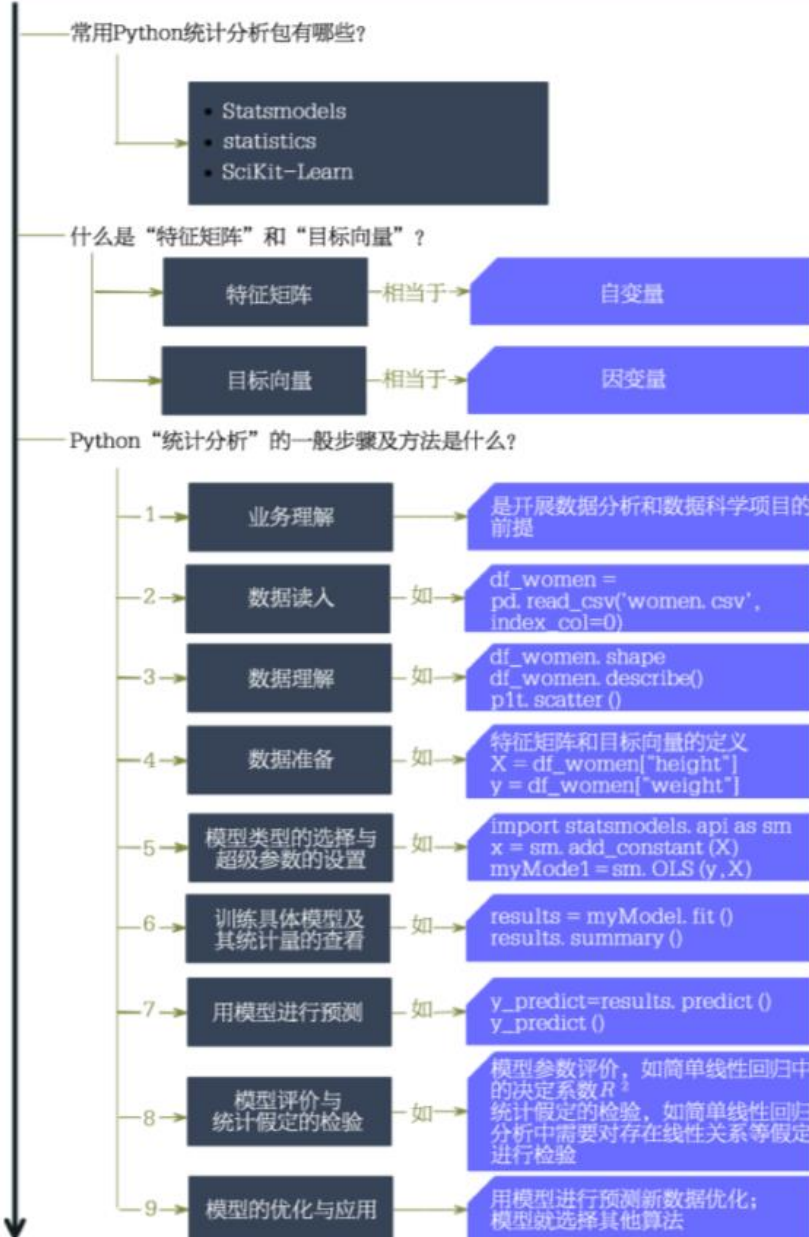 常用Python统计分析包有哪些?
• Statsmodels
• statistics
• SciKit-Learn
什么是“特征矩阵”和“目标向量”?
特征矩阵
相当于
自变量
目标向量
相当于
因变量
Python“统计分析”的一般步骤及方法是什么?
1
业务理解
是开展数据分析和数据科学项目的
前提
2
数据读入
如
df_women =
pd. read_csv('women. csv',
index_col=0)
3
数据理解
如
df_women. shape
df_women. describe()
p1t. scatter ()
4
数据准备
如
特征矩阵和目标向量的定义
X = df_women["height"]
y = df_women["weight"]
5
模型类型的选择与
超级参数的设置
如
import statsmodels. api as sm
x = sm. add_constant (X)
myMode1 = sm. OLS (y, X)
6
训练具体模型及
其统计量的查看
如
results = myModel. fit ()
results. summary ()
7
用模型进行预测
如
y_predict=results. predict ()
y_predict ()
8
模型评价与
统计假定的检验
如
模型参数评价，如简单线性回归中
的决定系数R²
统计假定的检验，如简单线性回归
分析中需要对存在线性关系等假定
进行检验
9
模型的优化与应用
用模型进行预测新数据优化；
模型就选择其他算法